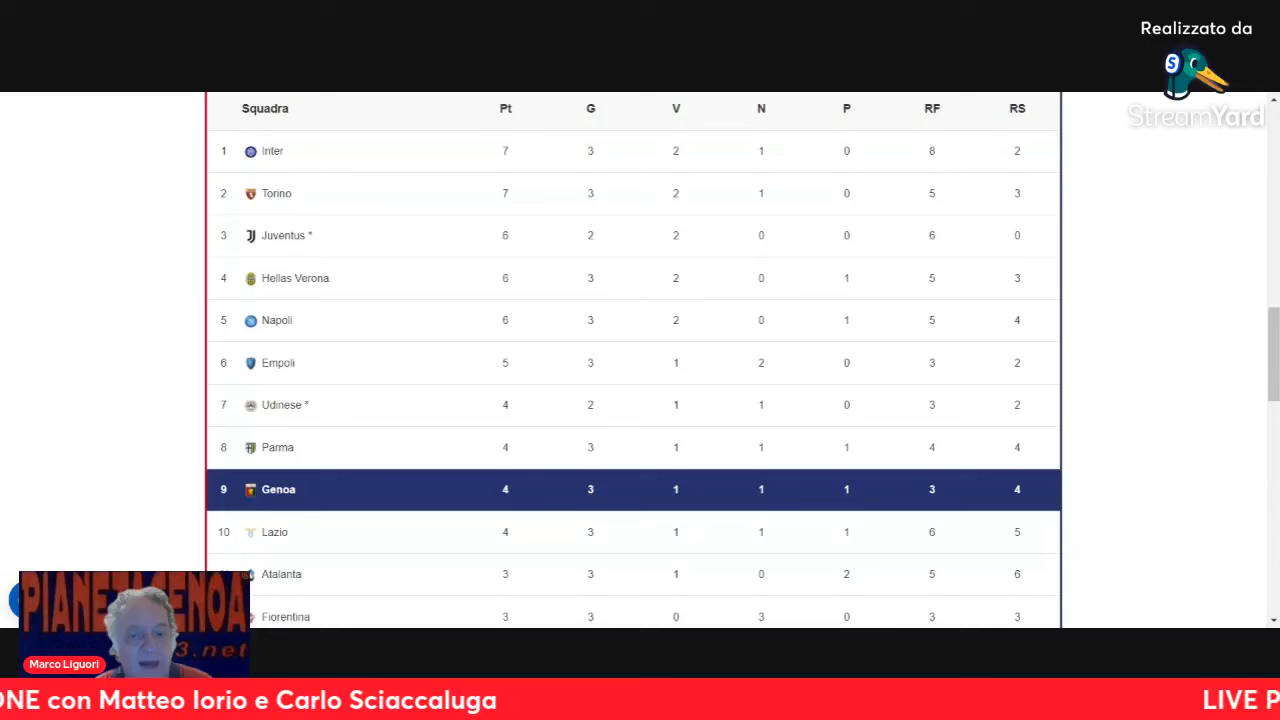 Realizzato da
StreamYard
Squadra Pt G V N P RF RS
1 Inter 7 3 2 1 0 8 2
2 Torino 7 3 2 1 0 5 3
3 Juventus * 6 2 2 0 0 6 0
4 Hellas Verona 6 3 2 0 1 5 3
5 Napoli 6 3 2 0 1 5 4
6 Empoli 5 3 1 2 0 3 2
7 Udinese * 4 2 1 1 0 3 2
8 Parma 4 3 1 1 1 4 4
9 Genoa 4 3 1 1 1 3 4
10 Lazio 4 3 1 1 1 6 5
Atalanta 3 3 1 0 2 5 6
Fiorentina 3 3 0 3 0 3 3
PIANETAGENOA
3.net
Marco Liguori
ONE con Matteo Iorio e Carlo Sciaccaluga LIVE P